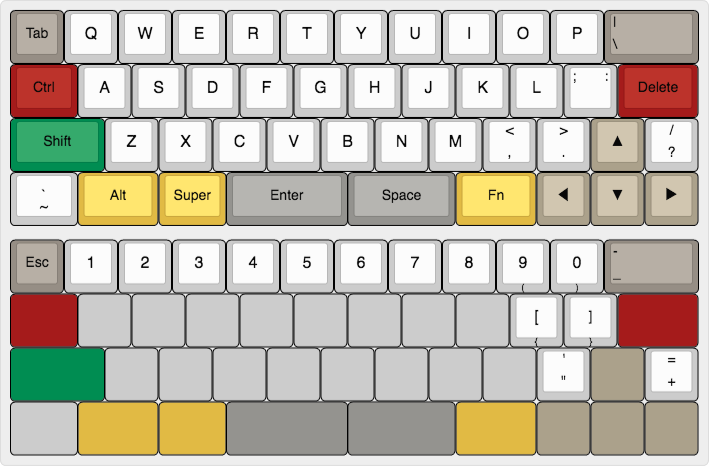 Tab Q W E R T Y U I O P |
\
Ctrl A S D F G H J K L ; : Delete
Shift Z X C V B N M < > ▲ /
, . ?
` Alt Super Enter Space Fn ◀ ▼ ▶
~
Esc 1 2 3 4 5 6 7 8 9 0 -
( ) _
[ ]
{ }
' =
" +